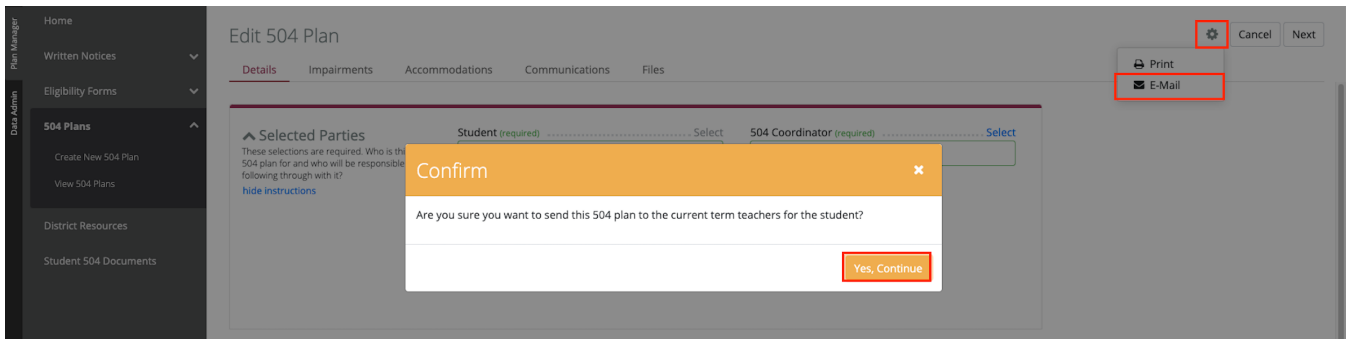 Plan Manager
Data Admin
Home
Written Notices
Eligibility Forms
504 Plans
Create New 504 Plan
View 504 Plans
District Resources
Student 504 Documents
Edit 504 Plan
Cancel
Next
Print
E-Mail
Details
Impairments
Accommodations
Communications
Files
Selected Parties
These selections are required. Who is thi
504 plan for and who will be responsible
following through with it?
hide instructions
Student (required) Select
504 Coordinator (required) Select
Confirm
Are you sure you want to send this 504 plan to the current term teachers for the student?
Yes, Continue